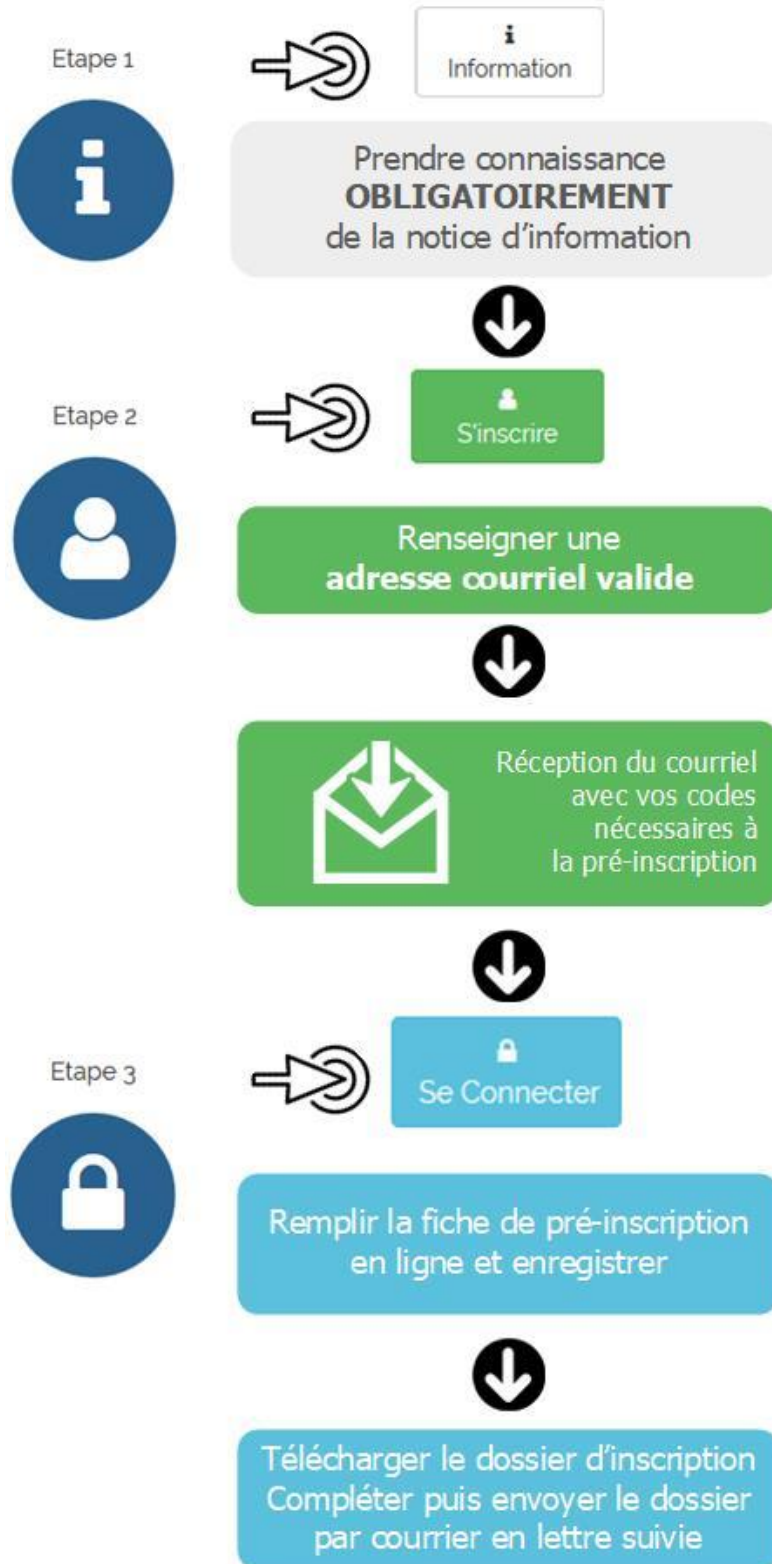 Etape 1
Information
Prendre connaissance
OBLIGATOIREMENT
de la notice d'information
Etape 2
S'inscrire
Renseigner une
adresse courriel valide
Réception du courriel
avec vos codes
nécessaires à
la pré-inscription
Etape 3
Se Connecter
Remplir la fiche de pré-inscription
en ligne et enregistrer
Télécharger le dossier d'inscription
Compléter puis envoyer le dossier
par courrier en lettre suivie